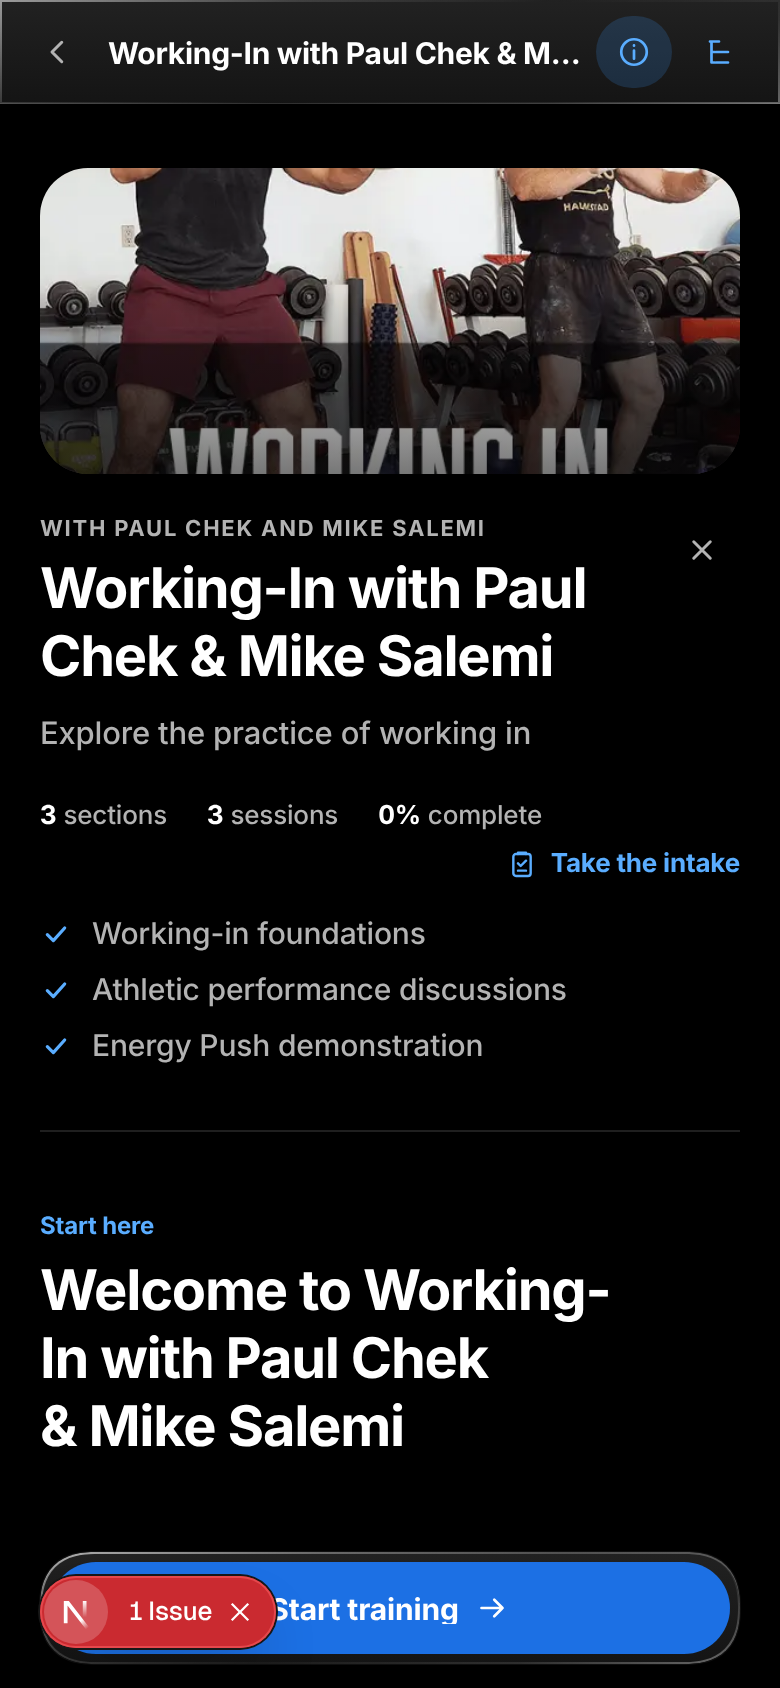 Working-In with Paul Chek & M...
HALMSTAD
WORKING IN
WITH PAUL CHEK AND MIKE SALEMI
Working-In with Paul
Chek & Mike Salemi
Explore the practice of working in
3 sections 3 sessions 0% complete
Take the intake
Working-in foundations
Athletic performance discussions
Energy Push demonstration
Start here
Welcome to Working-
In with Paul Chek
& Mike Salemi
1 Issue
Start training